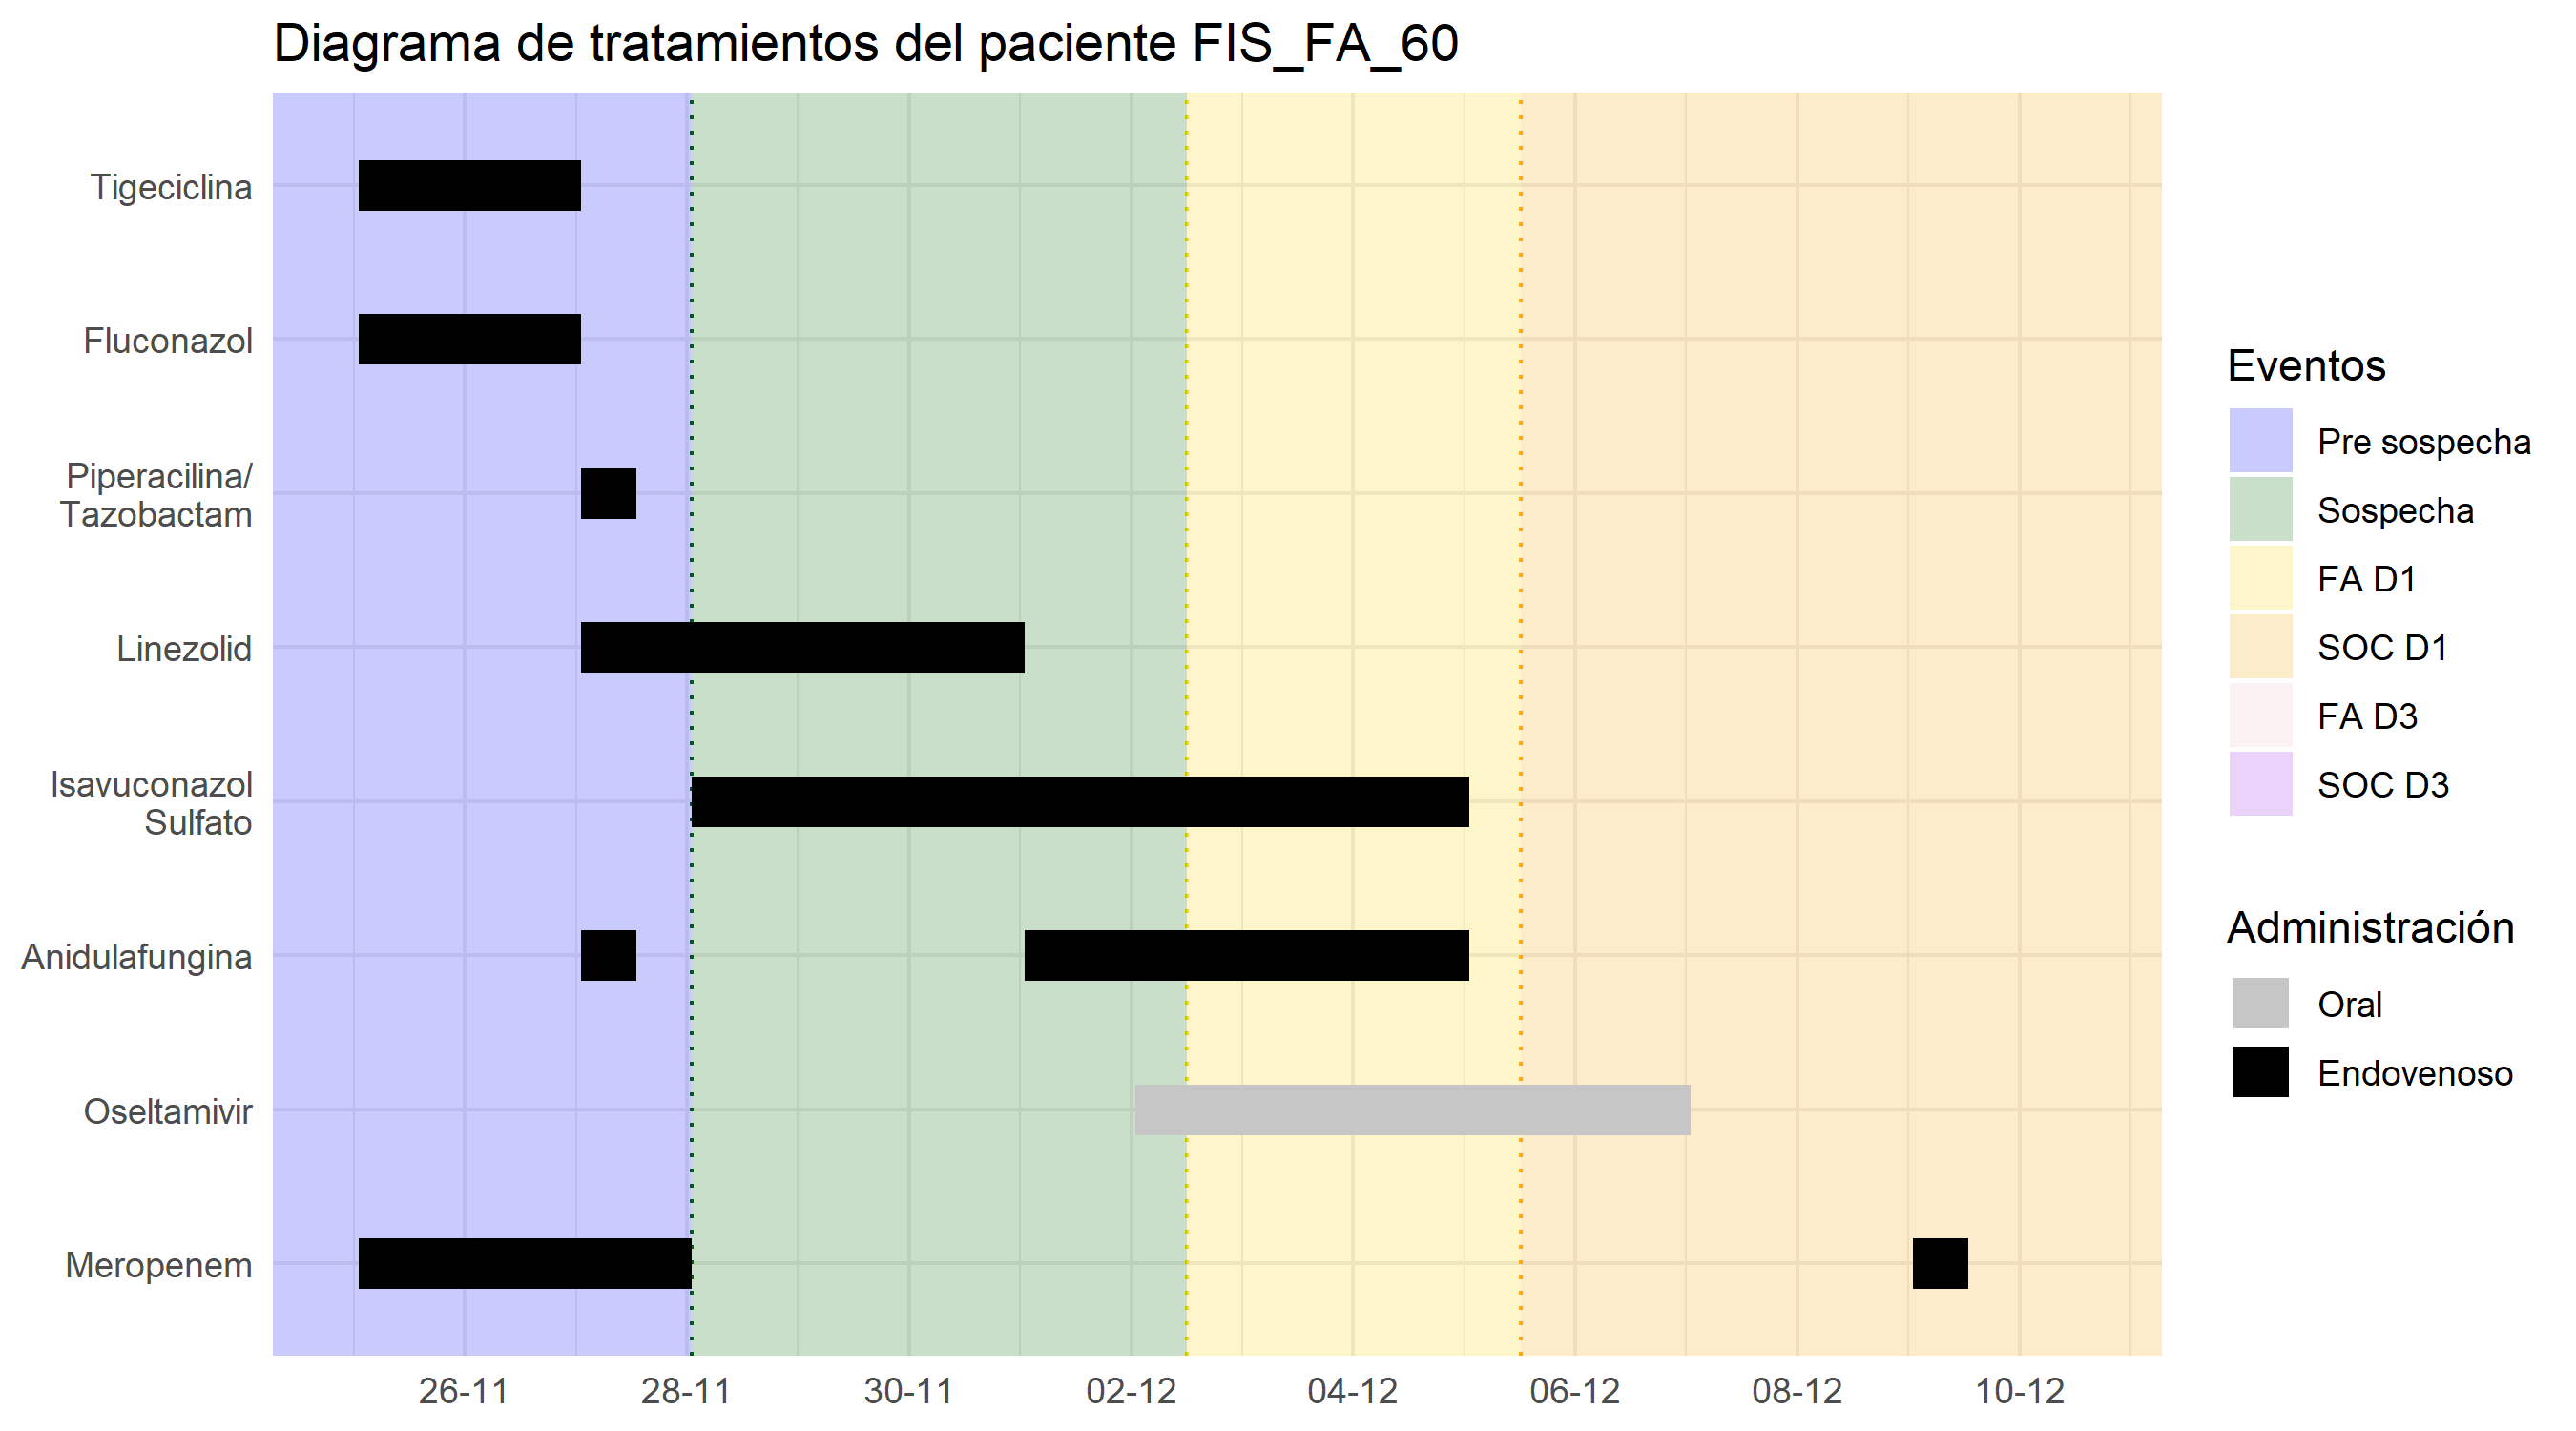 Diagrama de tratamientos del paciente FIS_FA_60
Tigeciclina
Fluconazol
Piperacilina/
Tazobactam
Linezolid
Isavuconazol
Sulfato
Anidulafungina
Oseltamivir
Meropenem
26-11
28-11
30-11
02-12
04-12
06-12
08-12
10-12
Eventos
Pre sospecha
Sospecha
FA D1
SOC D1
FA D3
SOC D3
Administración
Oral
Endovenoso